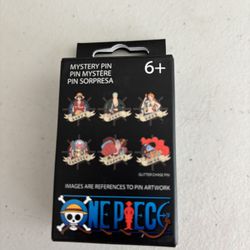 MYSTERY PIN
PIN MYSTÈRE
PIN SORPRESA
6+
GLITTER CHASE PIN
IMAGES ARE REFERENCES TO PIN ARTWORK
ONE PIECE